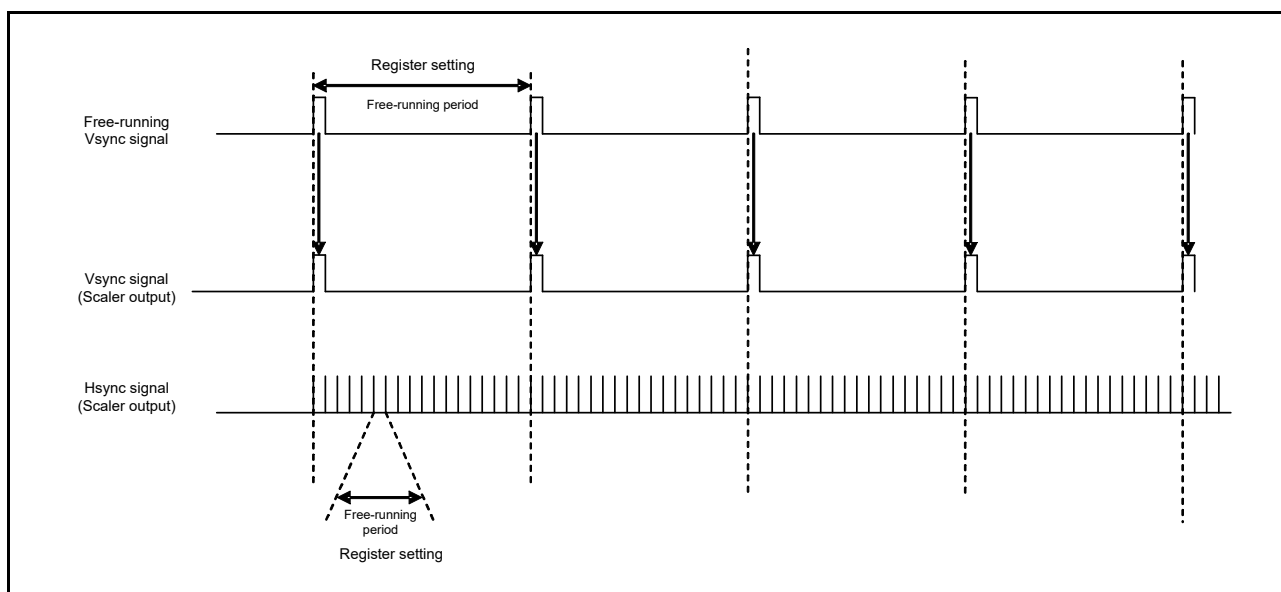 Register setting
Free-running period
Free-running
Vsync signal
Vsync signal
(Scaler output)
Hsync signal
(Scaler output)
Free-running
period
Register setting